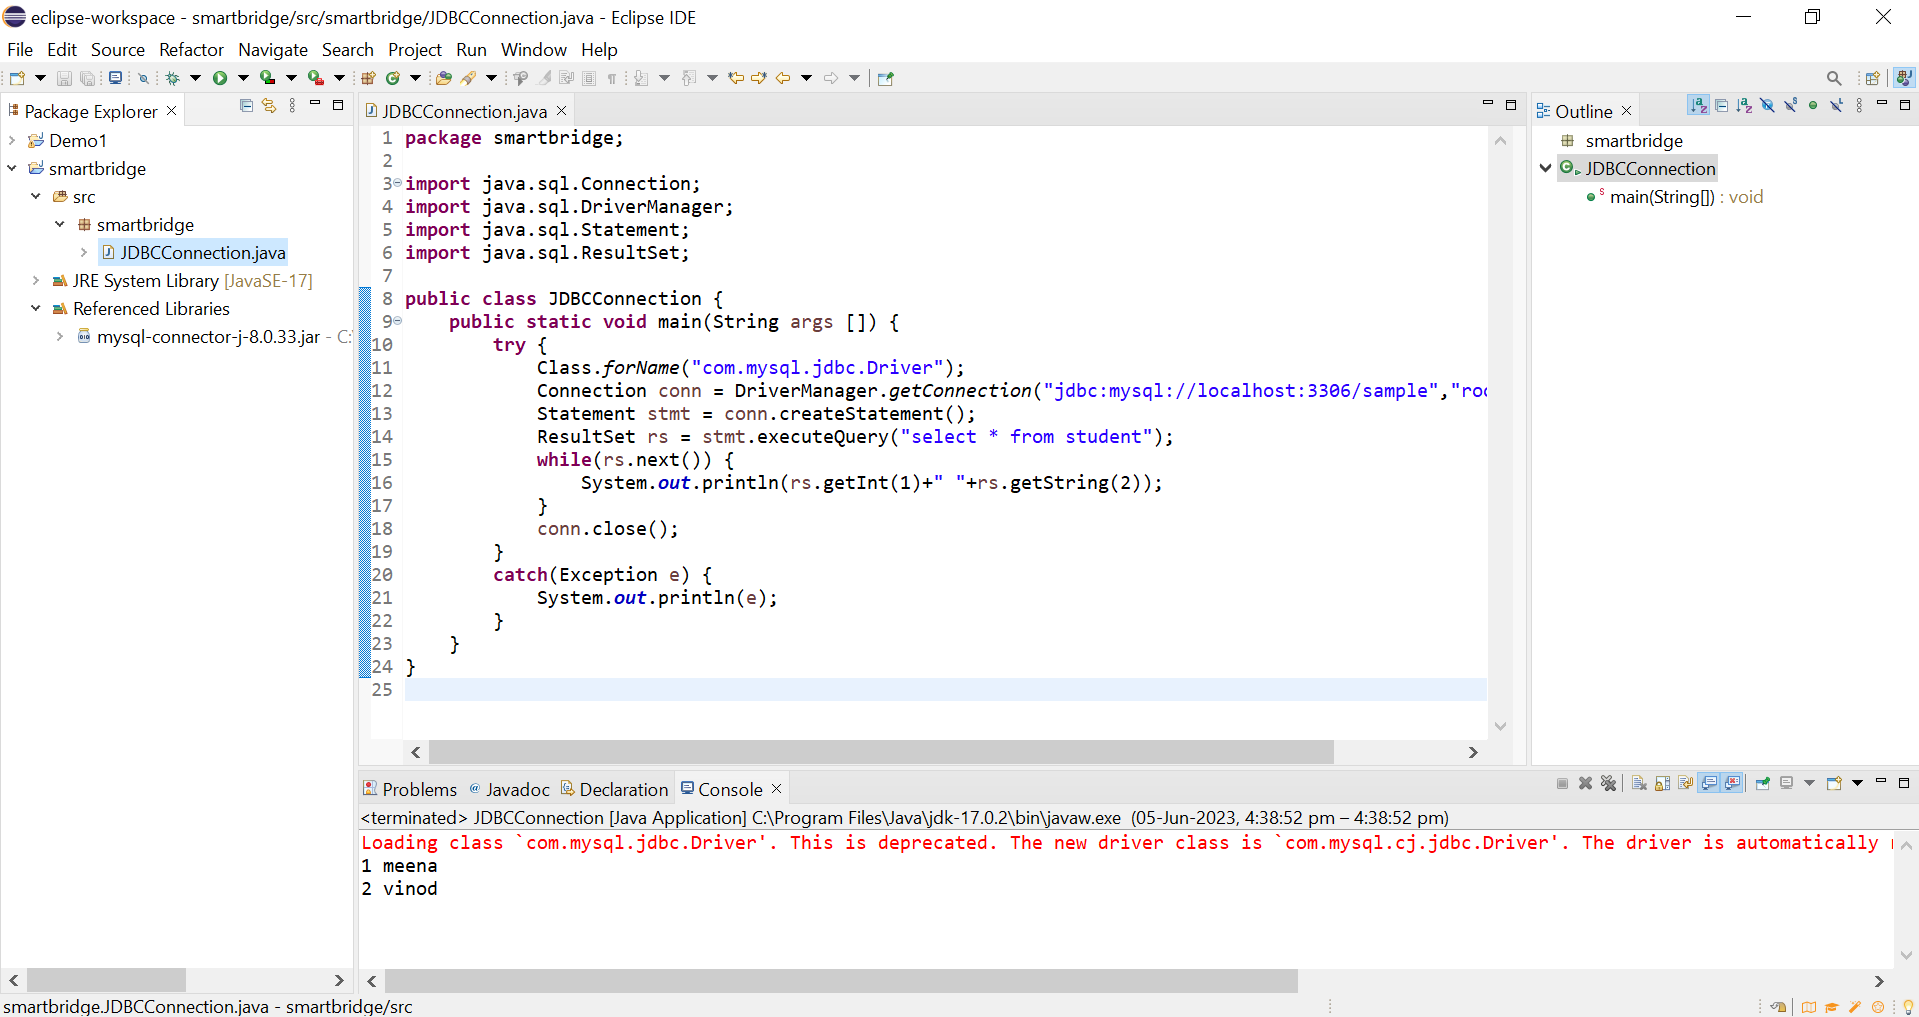 eclipse-workspace - smartbridge/src/smartbridge/JDBCConnection.java - Eclipse IDE
File Edit Source Refactor Navigate Search Project Run Window Help
Package Explorer
Demo1
smartbridge
src
smartbridge
JDBCConnection.java
JRE System Library [JavaSE-17]
Referenced Libraries
mysql-connector-j-8.0.33.jar - C:
JDBCConnection.java
1 package smartbridge;
2
3 import java.sql.Connection;
4 import java.sql.DriverManager;
5 import java.sql.Statement;
6 import java.sql.ResultSet;
7
8 public class JDBCConnection {
9 public static void main(String args []) {
10 try {
11 Class.forName("com.mysql.jdbc.Driver");
12 Connection conn = DriverManager.getConnection("jdbc:mysql://localhost:3306/sample","
13 Statement stmt = conn.createStatement();
14 ResultSet rs = stmt.executeQuery("select * from student");
15 while(rs.next()) {
16 System.out.println(rs.getInt(1)+" "+rs.getString(2));
17 }
18 conn.close();
19 }
20 catch(Exception e) {
21 System.out.println(e);
22 }
23 }
24 }
25
Outline
smartbridge
JDBCConnection
main(String[]) : void
Problems @ Javadoc Declaration Console
<terminated> JDBCConnection [Java Application] C:\Program Files\Java\jdk-17.0.2\bin\javaw.exe (05-Jun-2023, 4:38:52 pm – 4:38:52 pm)
Loading class `com.mysql.jdbc.Driver'. This is deprecated. The new driver class is `com.mysql.cj.jdbc.Driver'. The driver is automatically
1 meena
2 vinod
smartbridge.JDBCConnection.java - smartbridge/src